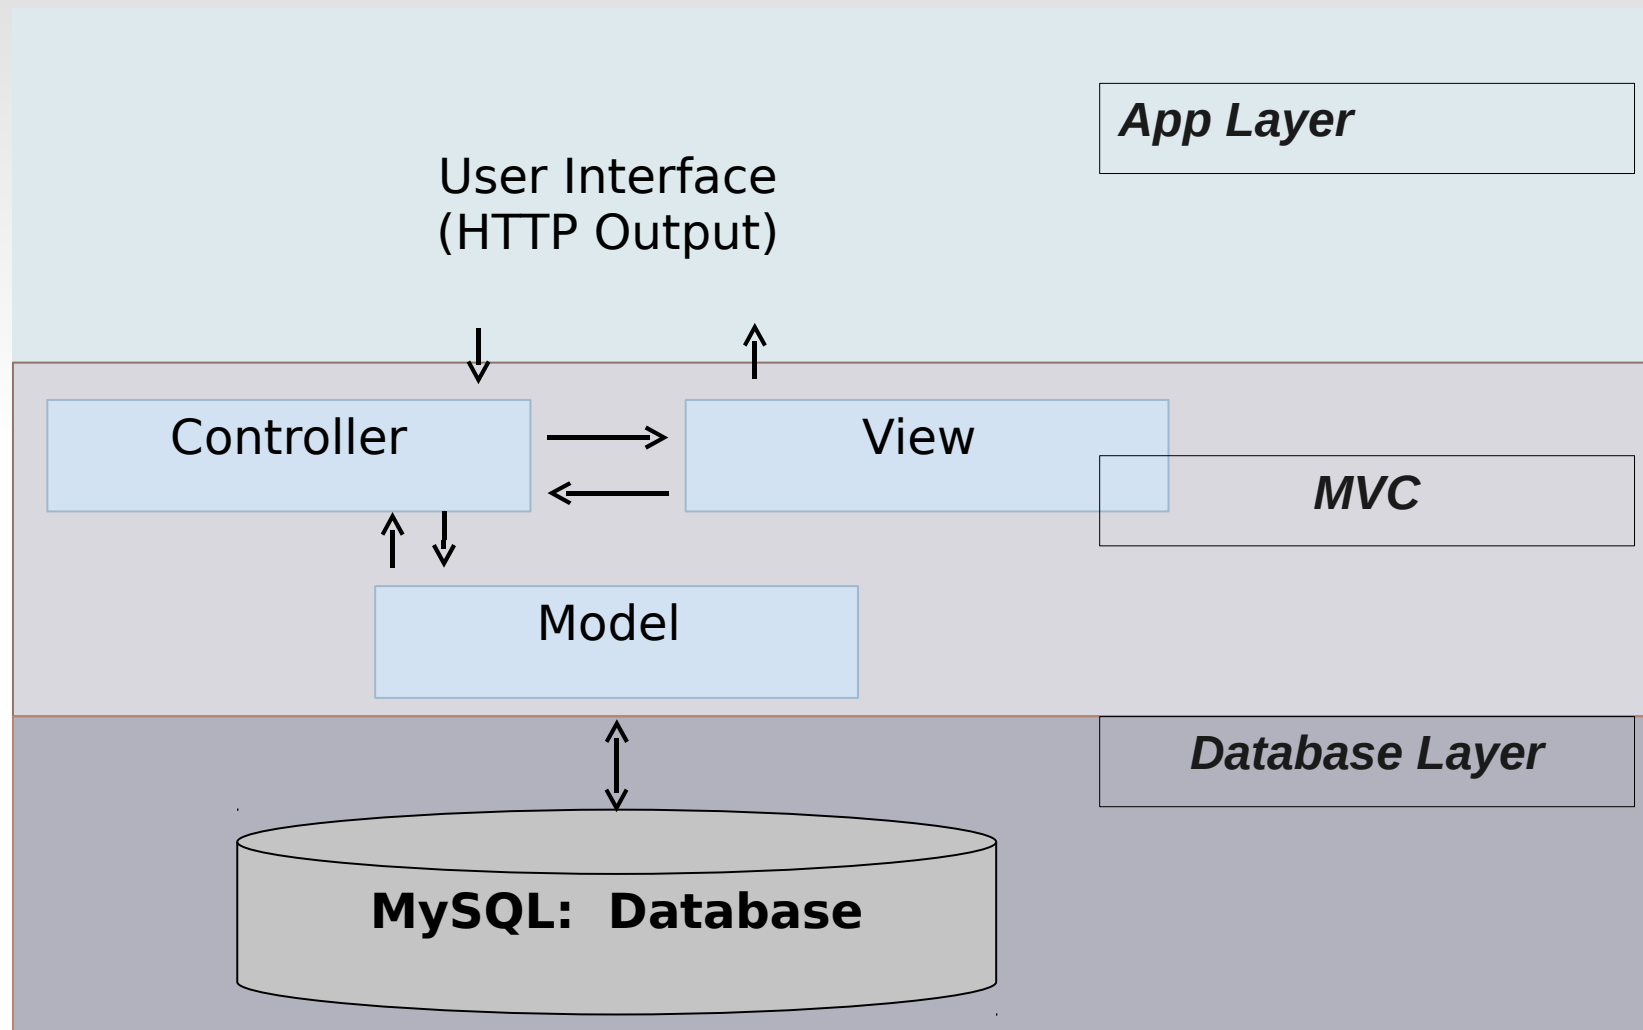 App Layer
User Interface
(HTTP Output)
Controller
View
MVC
Model
Database Layer
MySQL:  Database